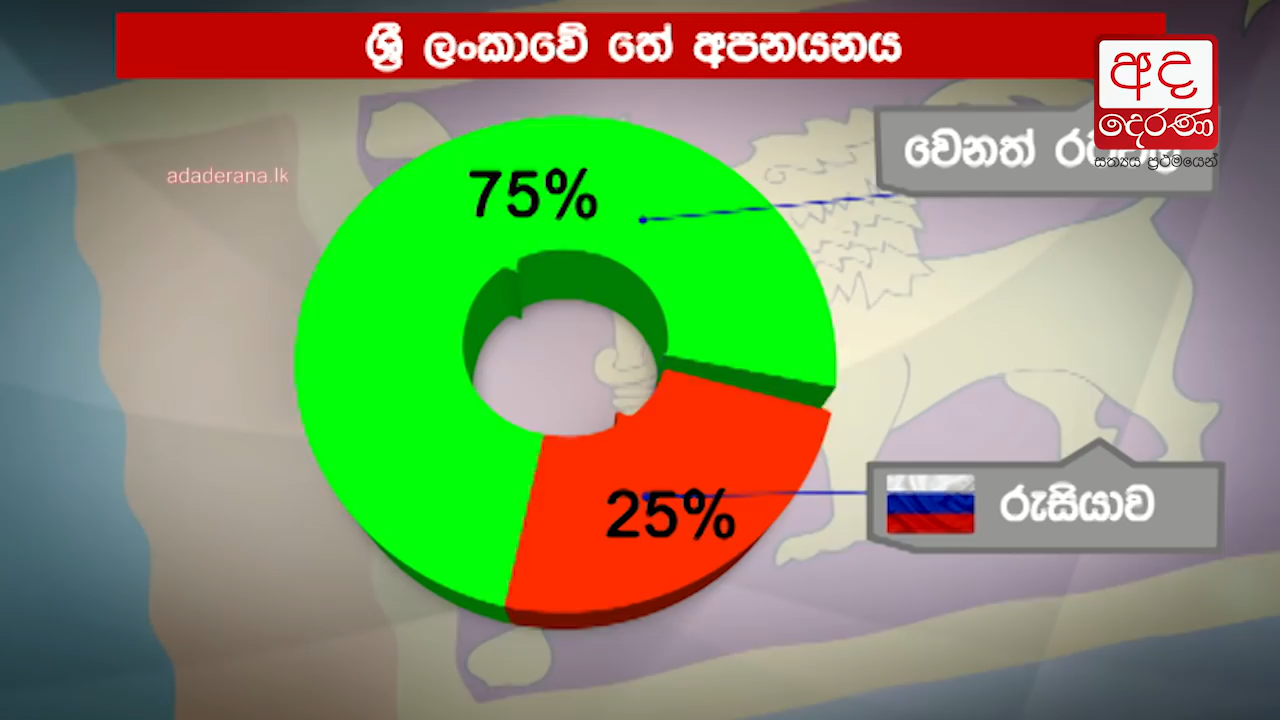 ශ්‍රී ලංකාවේ තේ අපනයනය
අද
දෙරණ
සත්‍යය ප්‍රථමයෙන්
වෙනත්
adaderana.lk
75%
25%
රුසියාව